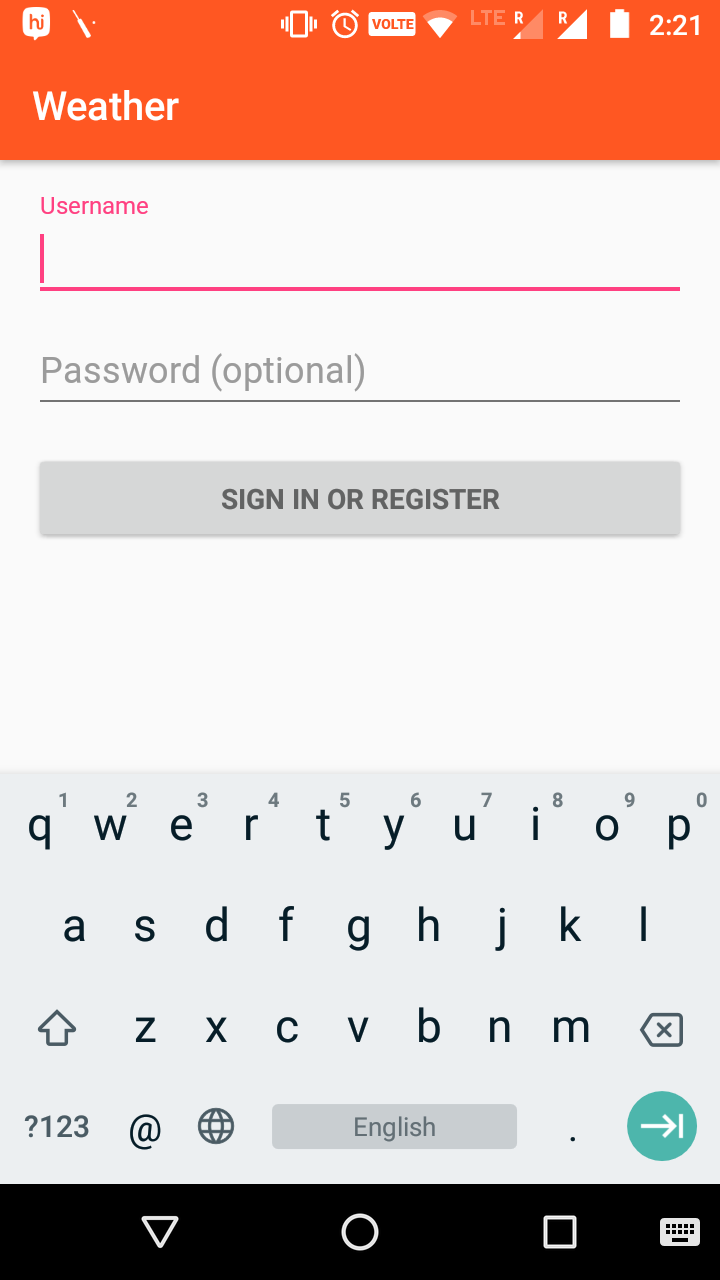 hi VOLTE LTE R R 2:21
Weather
Username
Password (optional)
SIGN IN OR REGISTER
1 2 3 4 5 6 7 8 9 0
q w e r t y u i o p
a s d f g h j k l
z x c v b n m
?123 @ English .